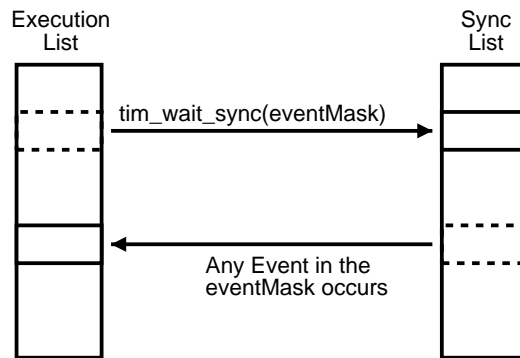 Execution
List
Sync
List
tim_wait_sync(eventMask)
Any Event in the
eventMask occurs